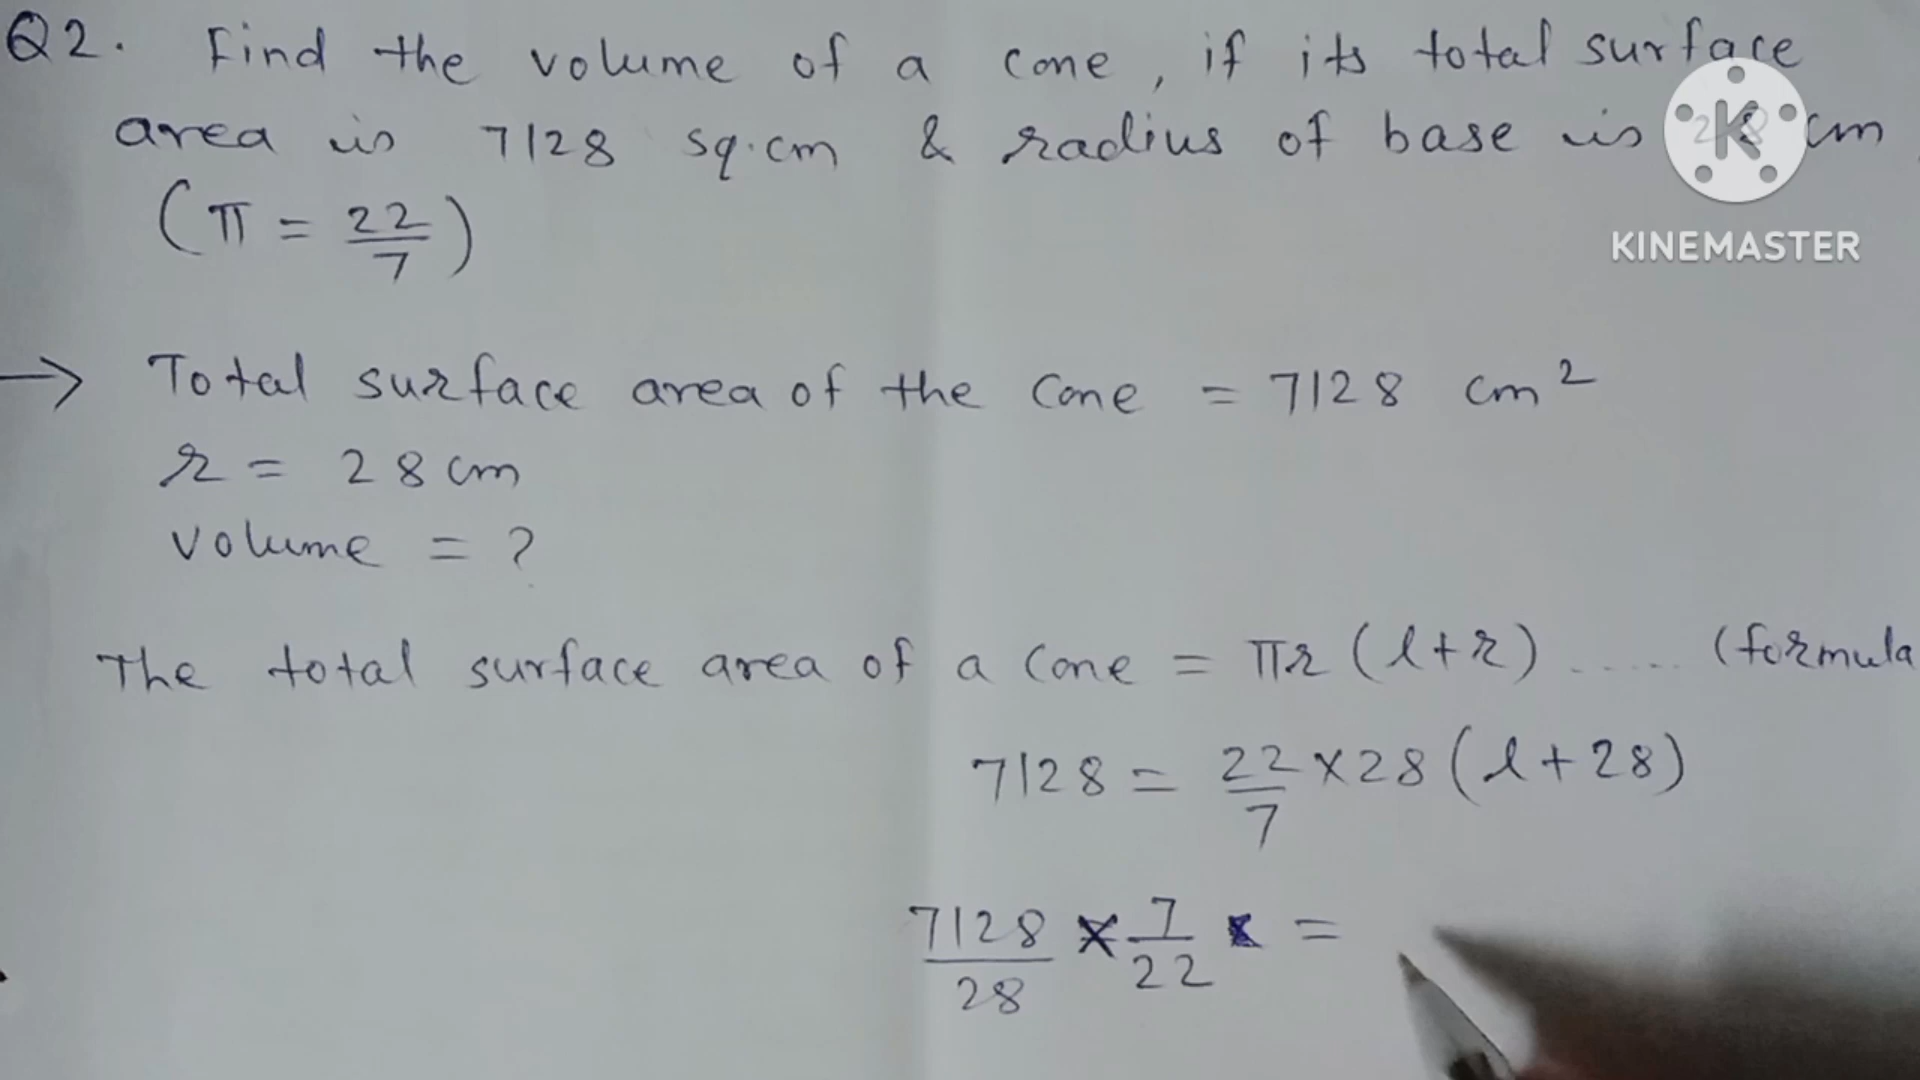 Q2. Find the volume of a cone, if its total surface
area is 7128 sq.cm & radius of base is 28 cm.
(π = 22/7)
K
KINEMASTER
→ Total surface area of the cone = 7128 cm²
r = 28 cm
volume = ?
The total surface area of a cone = πr (l+r) ...... (formula
7128 = 22/7 × 28 (l + 28)
7128/28 × 7/22 =